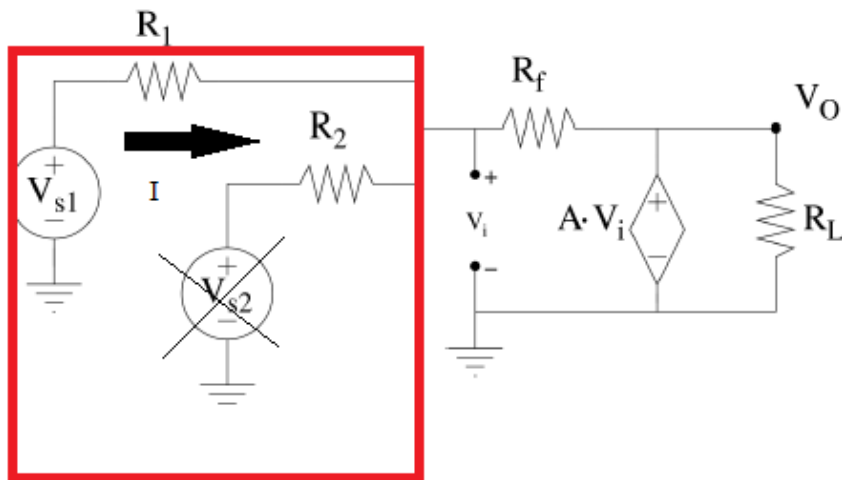 R1
Rf
VO
R2
+
Vs1
−
I
+
Vi
−
+
A·Vi
−
RL
+
Vs2
−